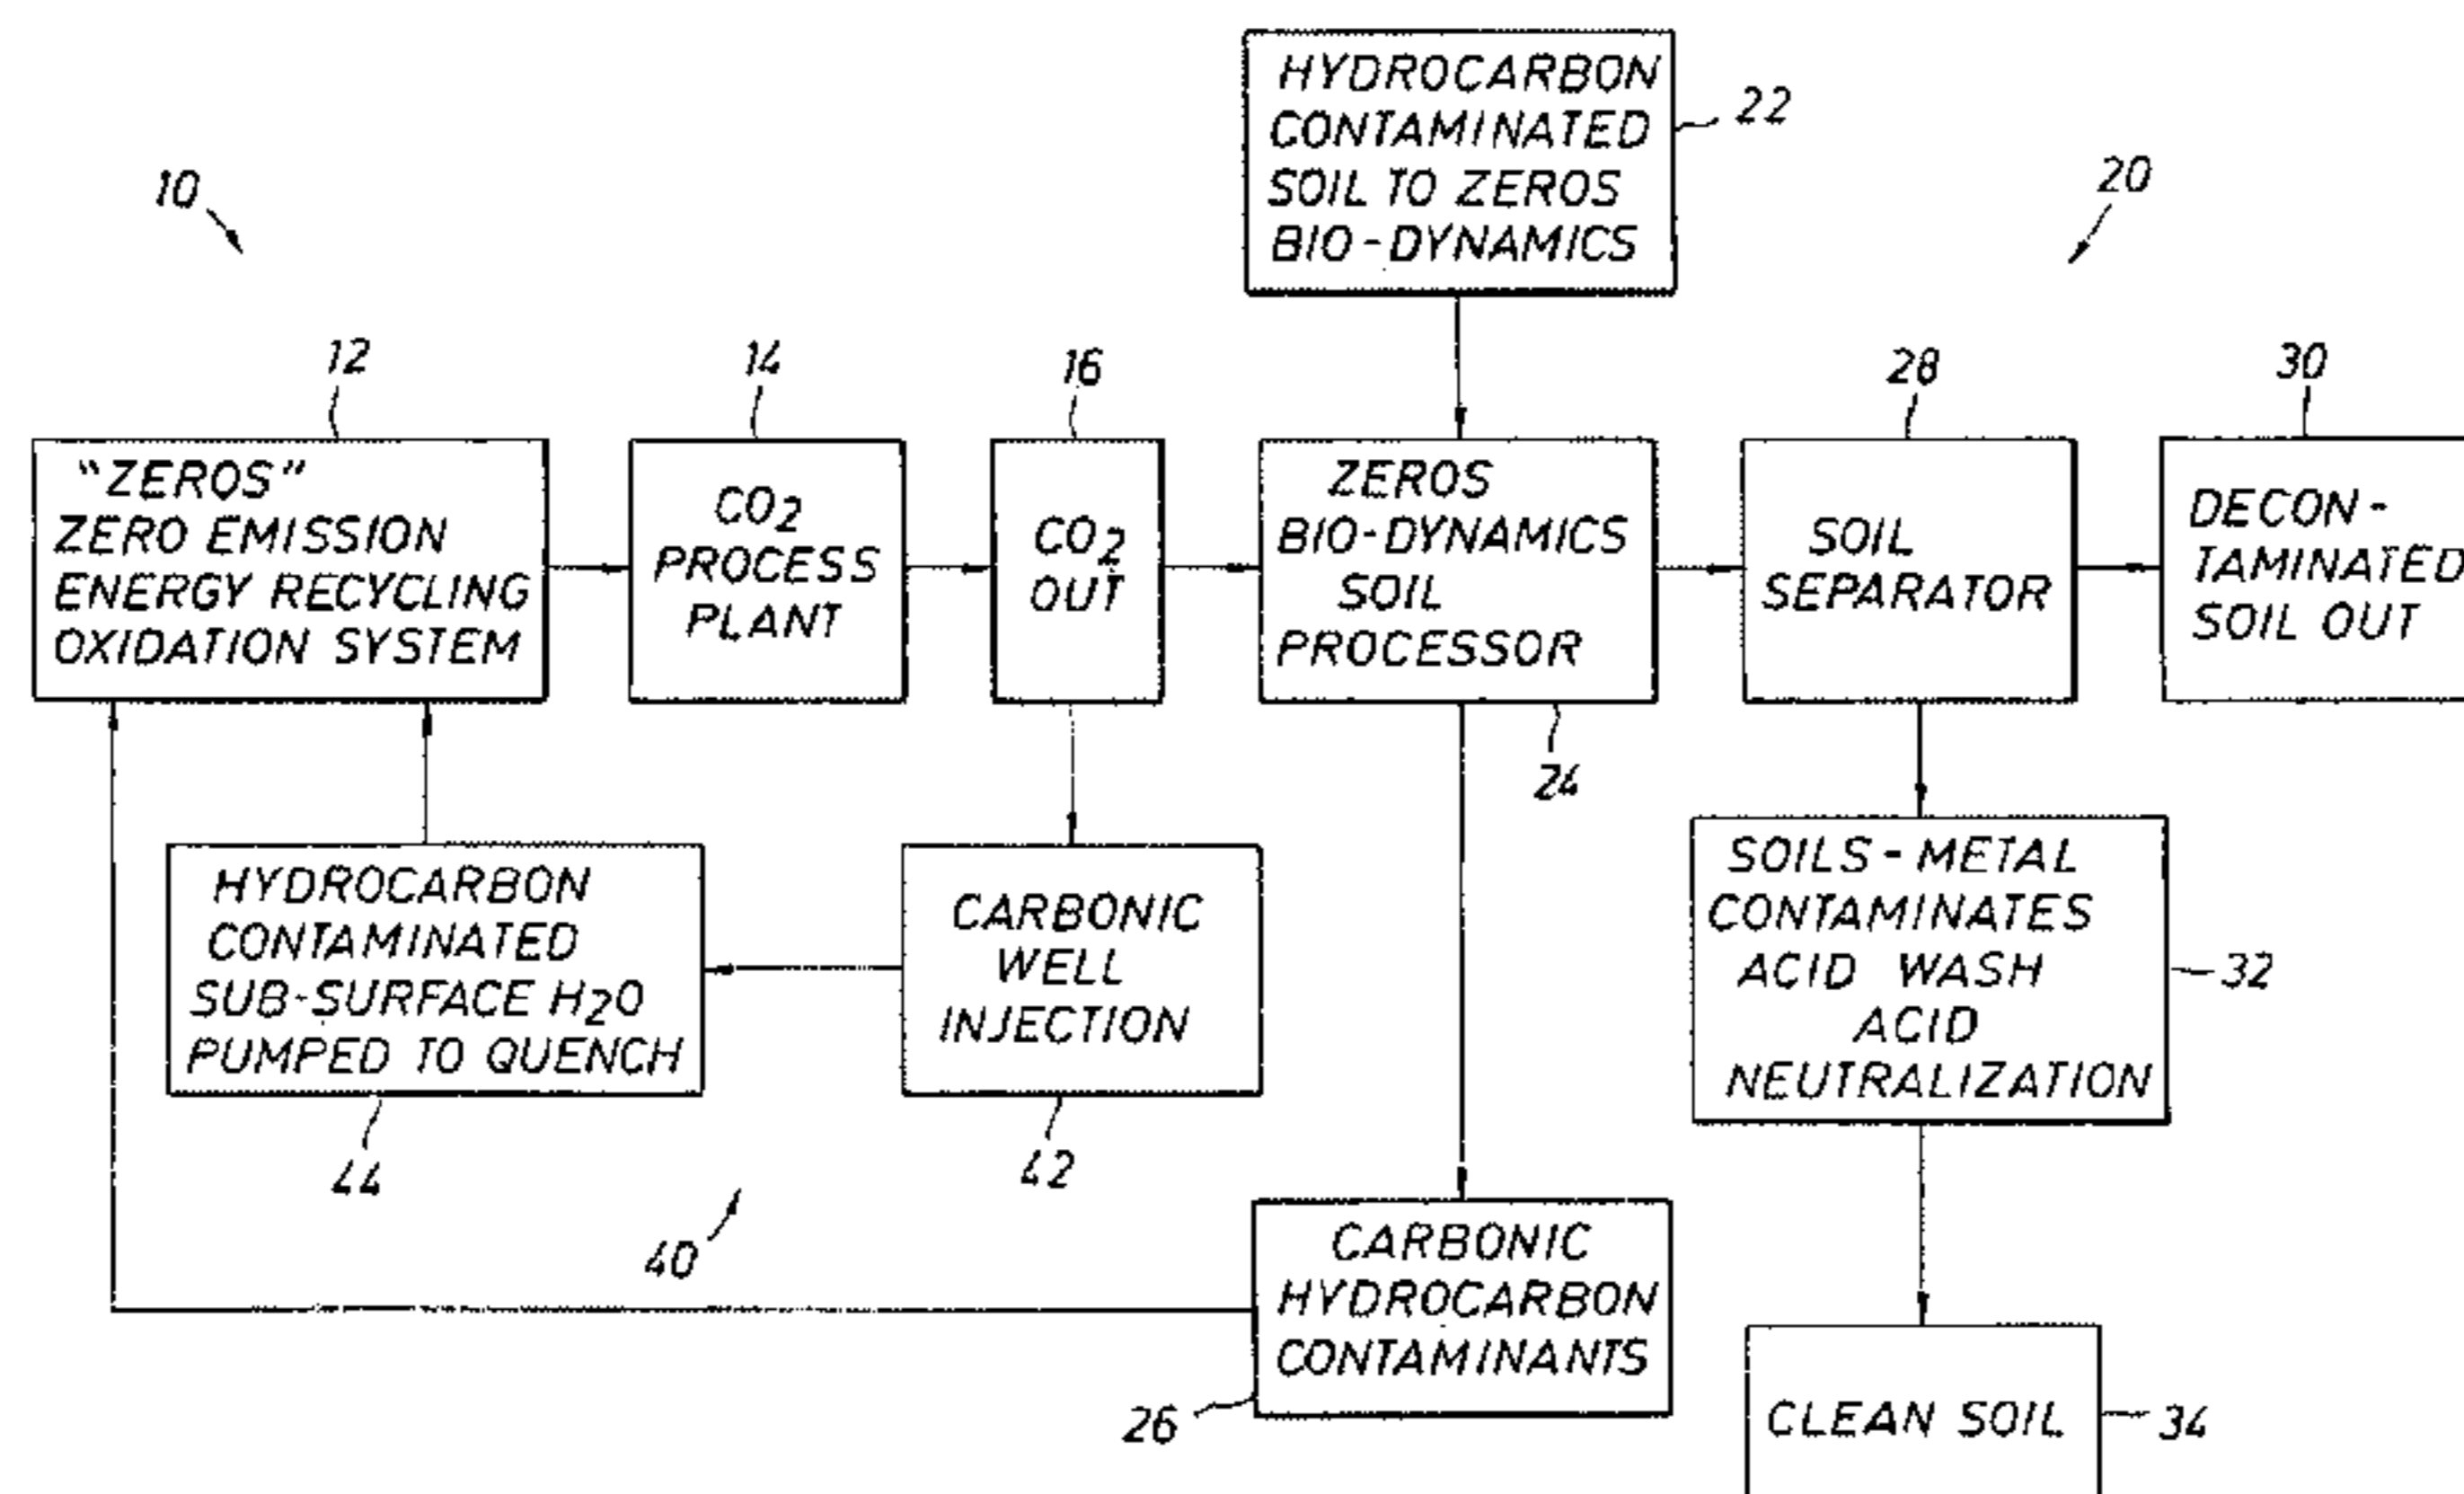 HYDROCARBON
CONTAMINATED
SOIL TO ZEROS
BIO-DYNAMICS
22
10
20
12
14
16
28
30
"ZEROS"
ZERO EMISSION
ENERGY RECYCLING
OXIDATION SYSTEM
CO2
PROCESS
PLANT
CO2
OUT
ZEROS
BIO-DYNAMICS
SOIL
PROCESSOR
24
SOIL
SEPARATOR
DECON-
TAMINATED
SOIL OUT
HYDROCARBON
CONTAMINATED
SUB-SURFACE H2O
PUMPED TO QUENCH
44
CARBONIC
WELL
INJECTION
42
SOILS-METAL
CONTAMINATES
ACID WASH
ACID
NEUTRALIZATION
32
40
CARBONIC
HYDROCARBON
CONTAMINANTS
26
CLEAN SOIL
34